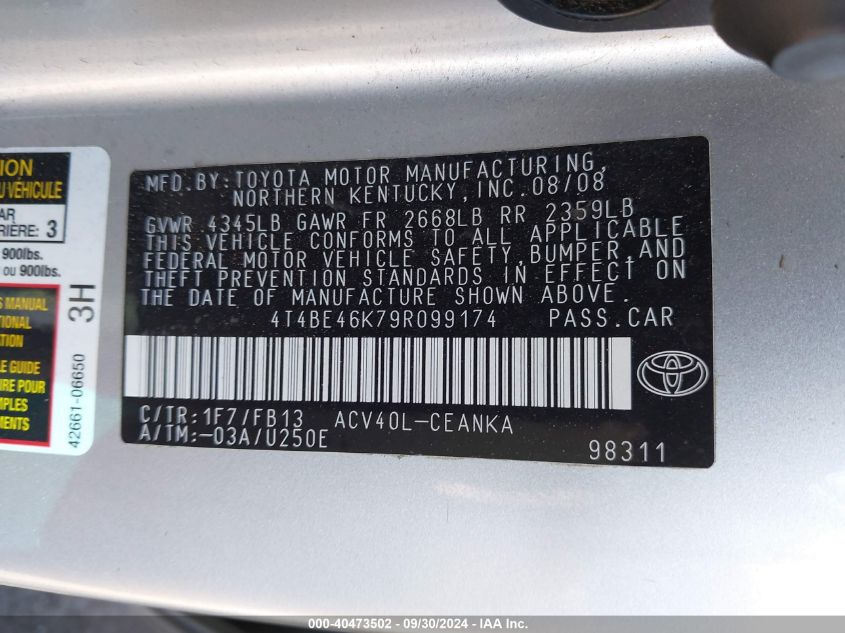 ION
U VÉHICULE
AR
RIÈRE: 3
900lbs.
ou 900lbs.
S MANUAL
TIONAL
ATION
LE GUIDE
IRE POUR
MPLES
EMENTS
3H
42661-06650
MFD.BY:TOYOTA MOTOR MANUFACTURING,
NORTHERN KENTUCKY, INC. 08/08
GVWR 4345LB GAWR FR 2668LB RR 2359LB
THIS VEHICLE CONFORMS TO ALL APPLICABLE
FEDERAL MOTOR VEHICLE SAFETY,BUMPER,AND
THEFT PREVENTION STANDARDS IN EFFECT ON
THE DATE OF MANUFACTURE SHOWN ABOVE.
4T4BE46K79R099174 PASS.CAR
C/TR:1F7/FB13 ACV40L-CEANKA
A/TM:-03A/U250E
98311
000-40473502 - 09/30/2024 - IAA Inc.